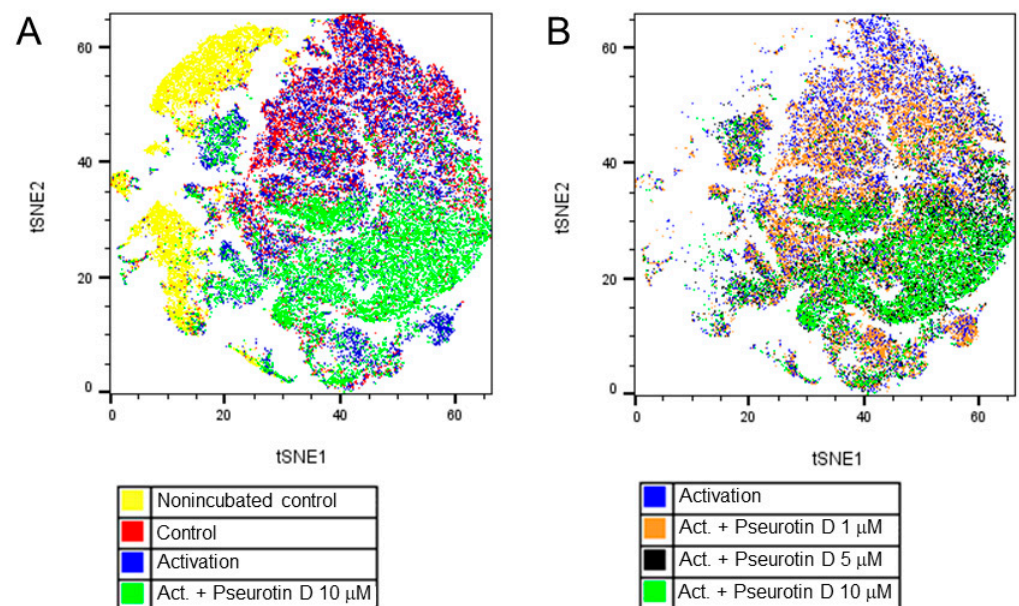 A
B
60
40
20
0
0
20
40
60
tSNE2
tSNE1
60
40
20
0
0
20
40
60
tSNE2
tSNE1
Nonincubated control
Control
Activation
Act. + Pseurotin D 10 μM
Activation
Act. + Pseurotin D 1 μM
Act. + Pseurotin D 5 μM
Act. + Pseurotin D 10 μM